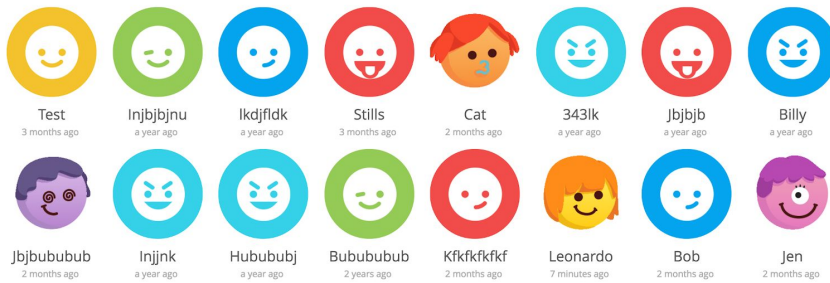 Test Injbjbjnu lkdjfldk Stills Cat 343lk Jbjbjb Billy
3 months ago a year ago a year ago 3 months ago 2 months ago a year ago a year ago a year ago
Jbjbububub Injjnk Hubububj Bubububub Kfkfkfkfkf Leonardo Bob Jen
2 months ago a year ago a year ago 2 years ago 2 months ago 7 minutes ago 2 months ago 2 months ago